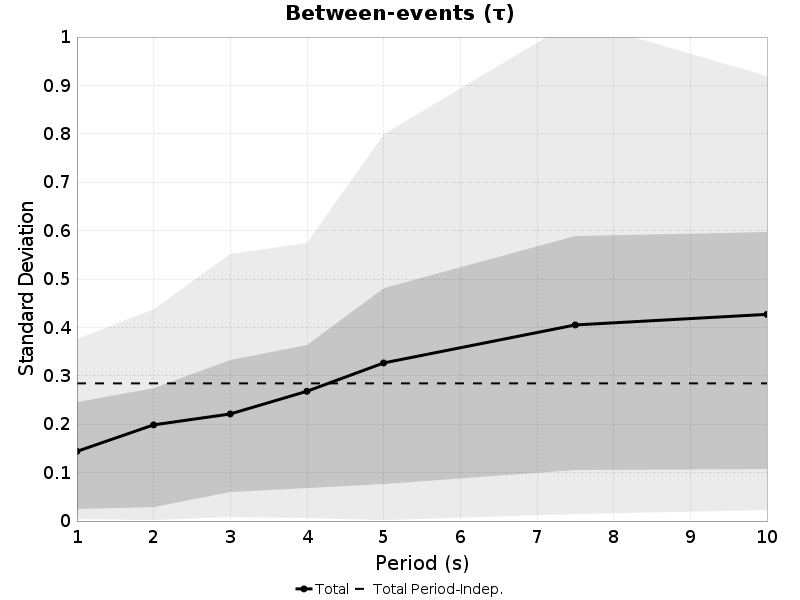 Between-events (τ)
1
0.9
0.8
0.7
0.6
0.5
0.4
0.3
0.2
0.1
0
Standard Deviation
1 2 3 4 5 6 7 8 9 10
Period (s)
Total Total Period-Indep.